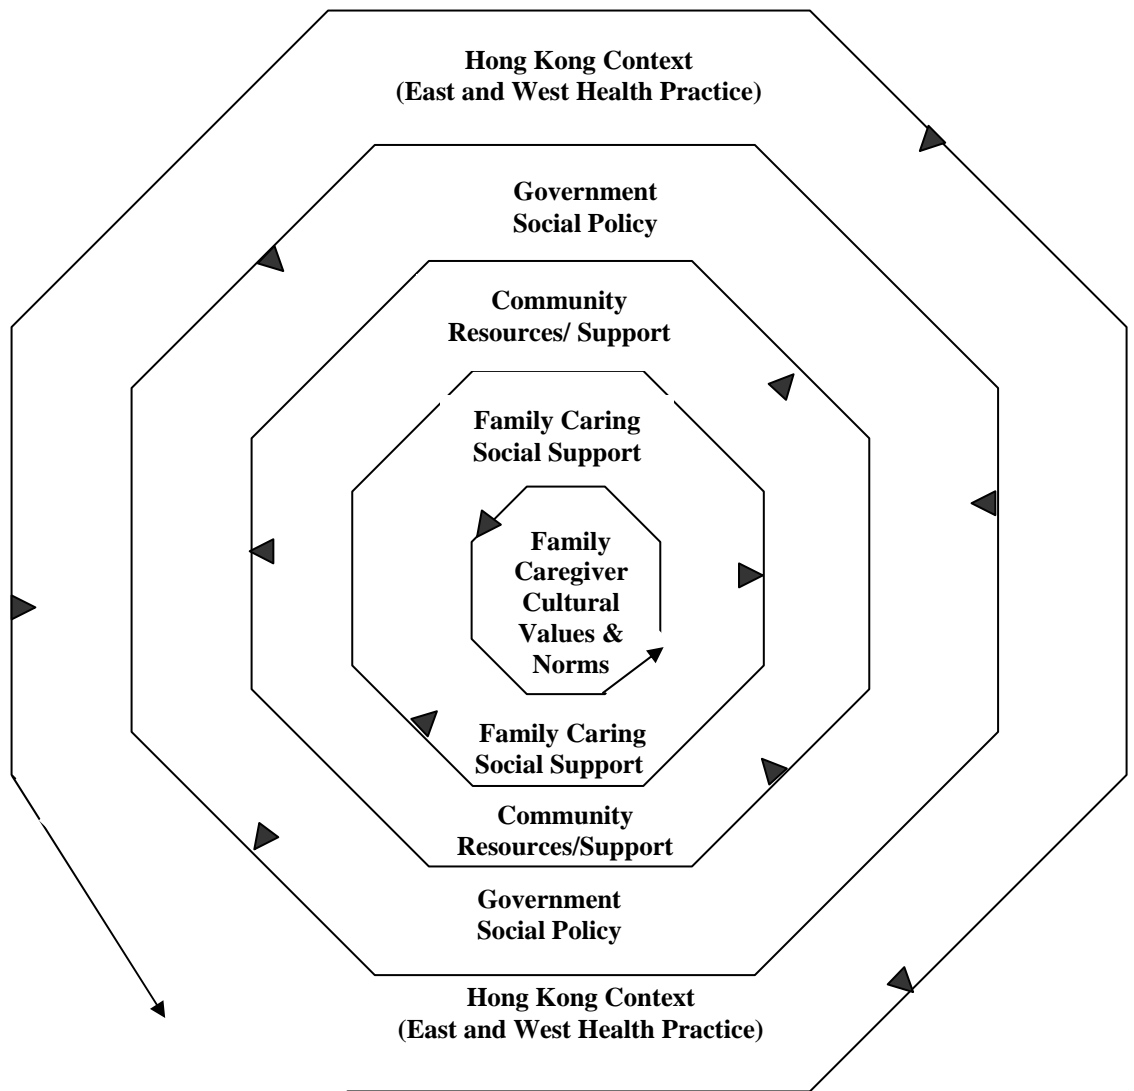 Hong Kong Context
(East and West Health Practice)
Government
Social Policy
Community
Resources/ Support
Family Caring
Social Support
Family
Caregiver
Cultural
Values &
Norms
Family Caring
Social Support
Community
Resources/Support
Government
Social Policy
Hong Kong Context
(East and West Health Practice)